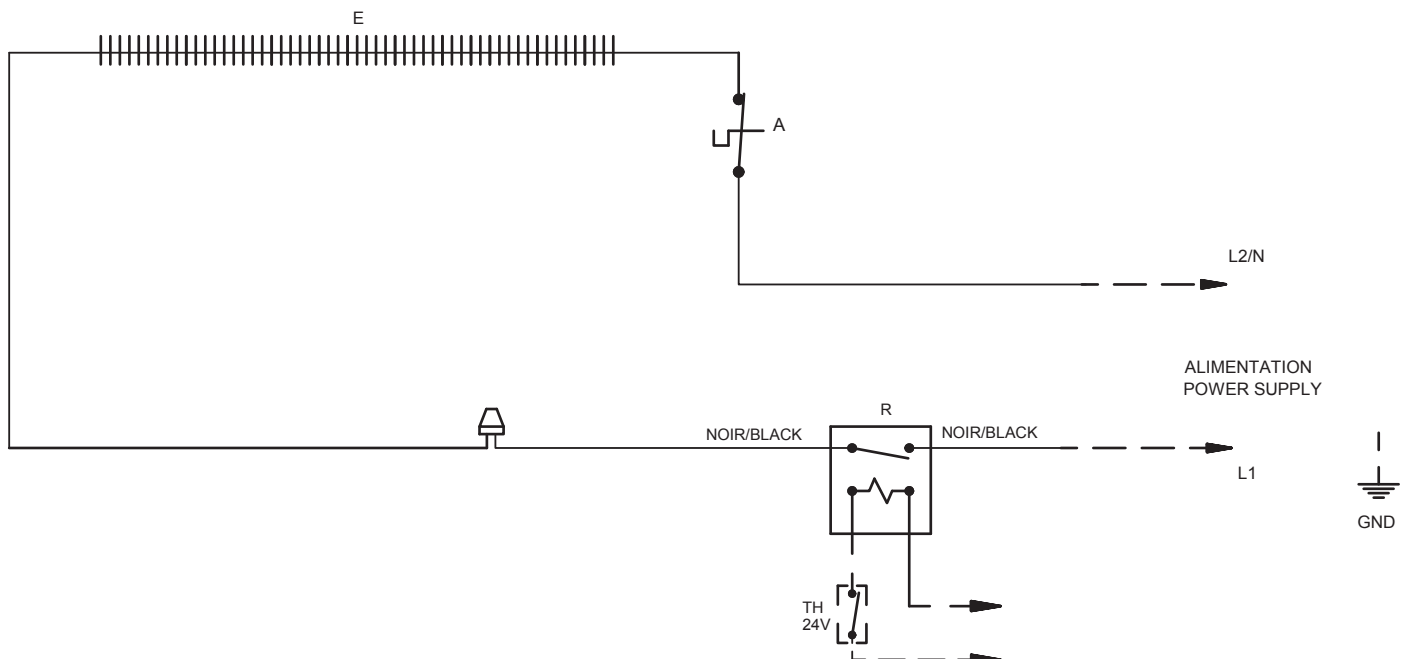 E
A
L2/N
ALIMENTATION
POWER SUPPLY
R
NOIR/BLACK
NOIR/BLACK
L1
GND
TH
24V